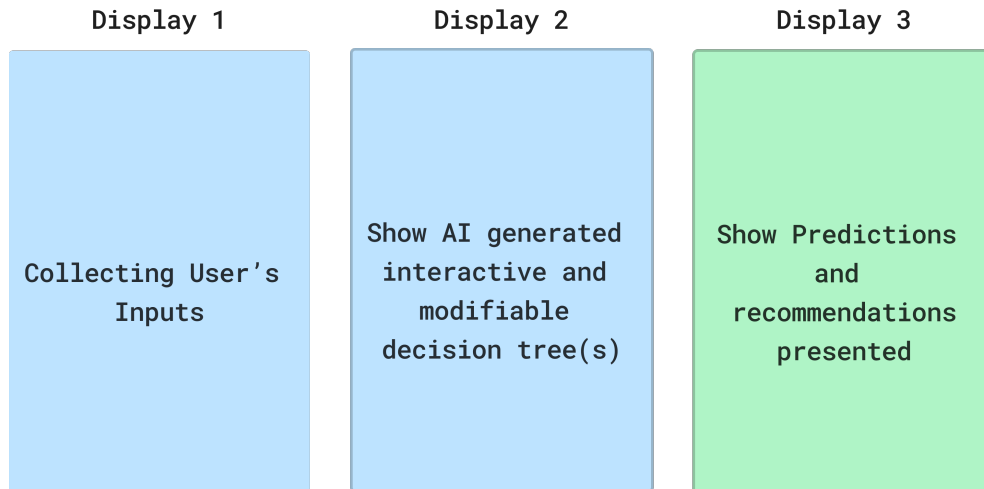 Display 1
Display 2
Display 3
Collecting User’s
Inputs
Show AI generated
interactive and
modifiable
decision tree(s)
Show Predictions
and
recommendations
presented